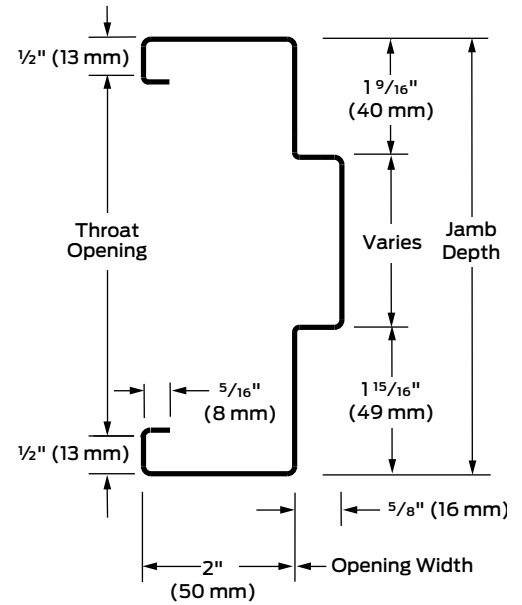 ½" (13 mm)
1 9/16"
(40 mm)
Throat
Opening
Varies
Jamb
Depth
5/16"
(8 mm)
1 15/16"
(49 mm)
½" (13 mm)
5/8" (16 mm)
2"
(50 mm)
Opening Width